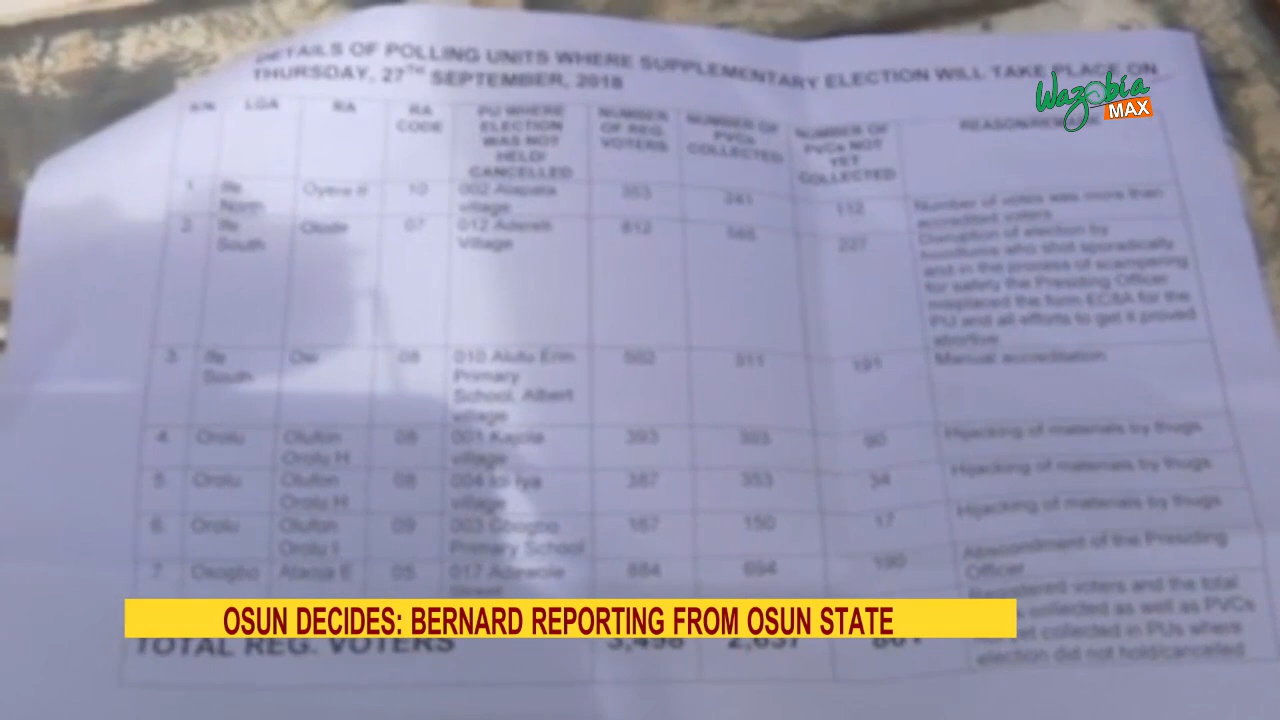 DETAILS OF POLLING UNITS WHERE SUPPLEMENTARY ELECTION WILL TAKE PLACE ON
THURSDAY, 27TH SEPTEMBER, 2018
Wazobia
MAX
S/N LGA RA RA CODE PU WHERE ELECTION WAS NOT HELD/ CANCELLED NUMBER OF REG. VOTERS NUMBER OF PVCs COLLECTED NUMBER OF PVCs NOT YET COLLECTED
1. Ife North 10 002 village 353 241 112 Number of votes was more than accredited voters
2. Ife South Olode 07 012 Village 812 585 227 Disruption of election by hoodlums who shot sporadically and in the process of scampering for safety the Presiding Officer misplaced the form EC8A for the PU and all efforts to get it proved abortive
3. Ife South 08 010 Primary School, Albert village 502 311 191 Manual accreditation
4. Orolu Olufon Orolu H 08 001 Kajola village 393 303 90 Hijacking of materials by thugs
5. Orolu Olufon Orolu H 08 004 village 387 353 34 Hijacking of materials by thugs
6. Orolu Olufon Orolu I 09 003 Gbogbo Primary School 167 150 17 Hijacking of materials by thugs
7. Osogbo Ataoja E 05 017 Adewole Street 884 694 190 Abscondment of the Presiding Officer
TOTAL REG. VOTERS 3,498 2,637 Registered voters and the total collected as well as PVCs collected in PUs where election did not hold/canceled
OSUN DECIDES: BERNARD REPORTING FROM OSUN STATE